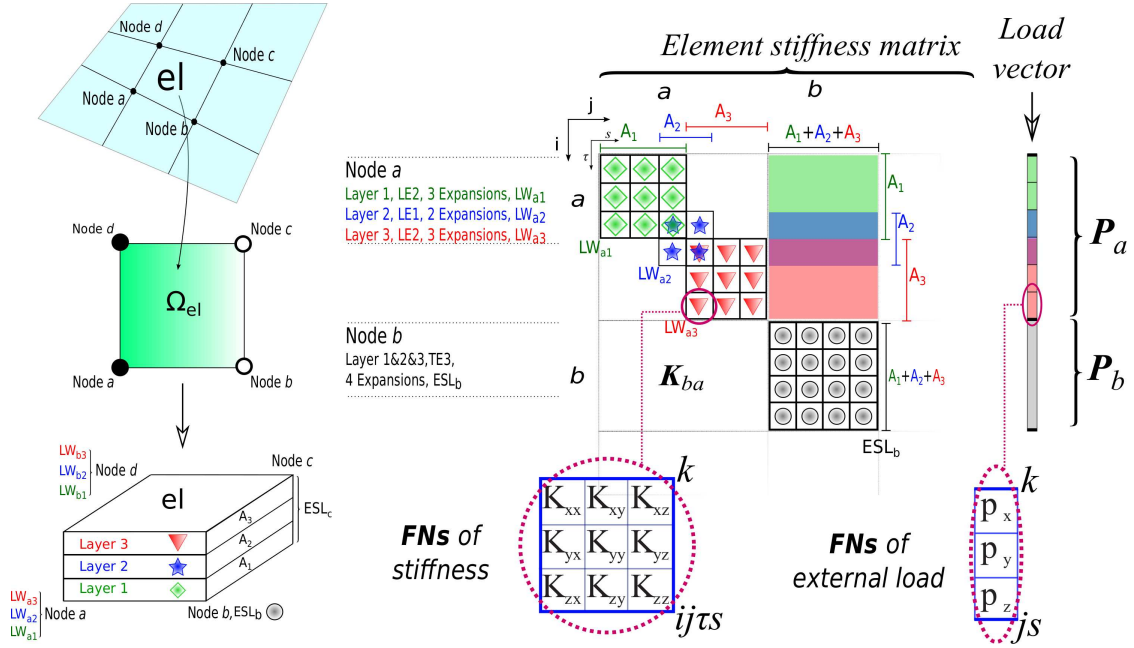 Node d
Node c
el
Node a
Node b
Node d
Node c
Ωel
Node a
Node b
LWb3
LWb2
LWb1
Node d
Node c
el
ESLc
A3
A2
A1
Layer 3
Layer 2
Layer 1
LWa3
LWa2
LWa1
Node a
Node b, ESLb
Element stiffness matrix
Load
vector
a
b
j
i
s
τ
A1
A2
A3
A1+A2+A3
Node a
Layer 1, LE2, 3 Expansions, LWa1
Layer 2, LE1, 2 Expansions, LWa2
Layer 3, LE2, 3 Expansions, LWa3
a
LWa1
LWa2
LWa3
A1
A2
A3
Pa
Node b
Layer 1&2&3,TE3,
4 Expansions, ESLb
b
Kba
A1+A2+A3
ESLb
Pb
FNs of
stiffness
k
Kxx Kxy Kxz
Kyx Kyy Kyz
Kzx Kzy Kzz
ijτs
FNs of
external load
k
px
py
pz
js